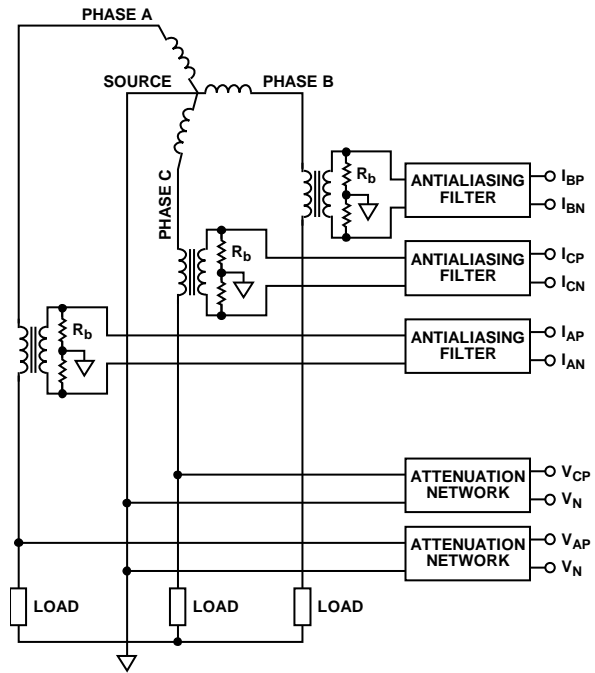 PHASE A
SOURCE
PHASE B
PHASE C
Rb
ANTIALIASING
FILTER
IBP
IBN
Rb
ANTIALIASING
FILTER
ICP
ICN
Rb
ANTIALIASING
FILTER
IAP
IAN
ATTENUATION
NETWORK
VCP
VN
ATTENUATION
NETWORK
VAP
VN
LOAD
LOAD
LOAD